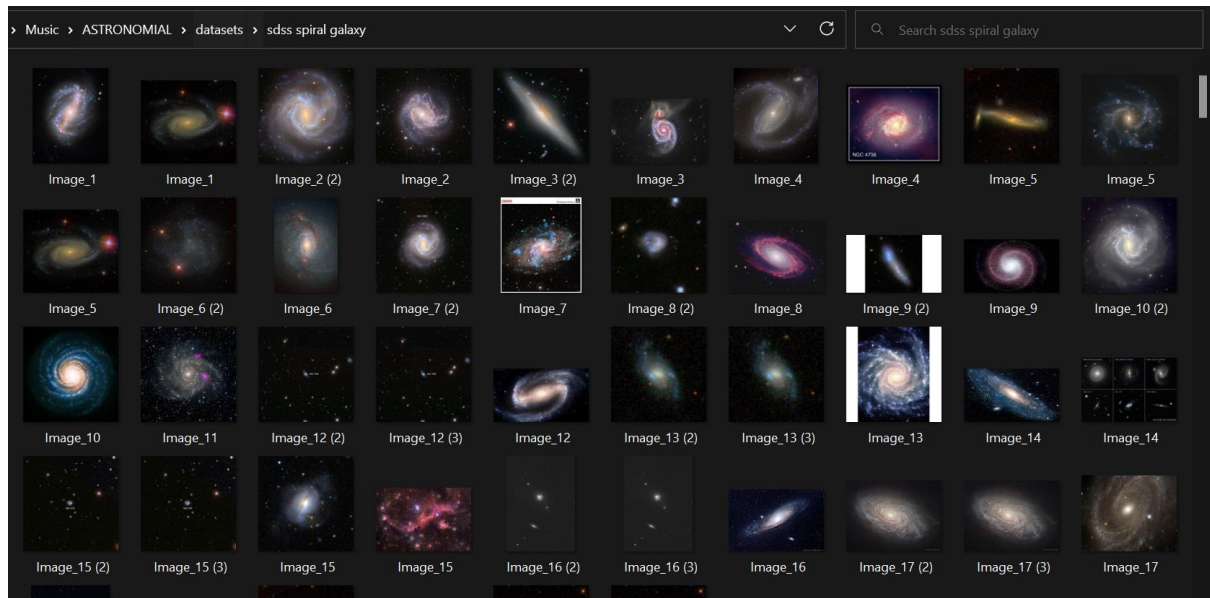 Music > ASTRONOMIAL > datasets > sdss spiral galaxy
Search sdss spiral galaxy
NGC 4736
Image_1 Image_1 Image_2 (2) Image_2 Image_3 (2) Image_3 Image_4 Image_4 Image_5 Image_5
Image_5 Image_6 (2) Image_6 Image_7 (2) Image_7 Image_8 (2) Image_8 Image_9 (2) Image_9 Image_10 (2)
Image_10 Image_11 Image_12 (2) Image_12 (3) Image_12 Image_13 (2) Image_13 (3) Image_13 Image_14 Image_14
Image_15 (2) Image_15 (3) Image_15 Image_15 Image_16 (2) Image_16 (3) Image_16 Image_17 (2) Image_17 (3) Image_17